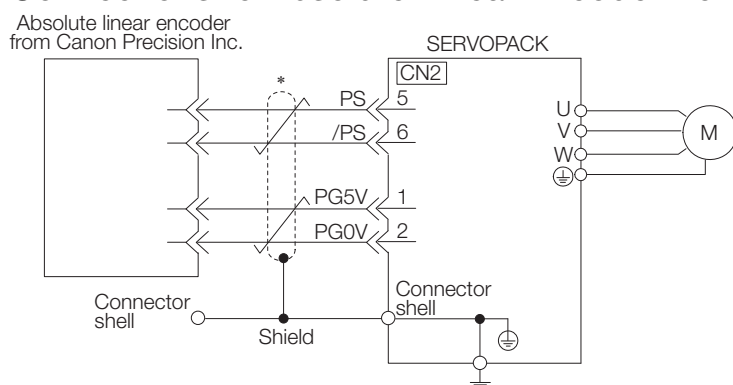 Absolute linear encoder
from Canon Precision Inc.
SERVOPACK
CN2
*
PS 5
/PS 6
PG5V 1
PG0V 2
U
V
W
M
Connector
shell
Shield
Connector
shell